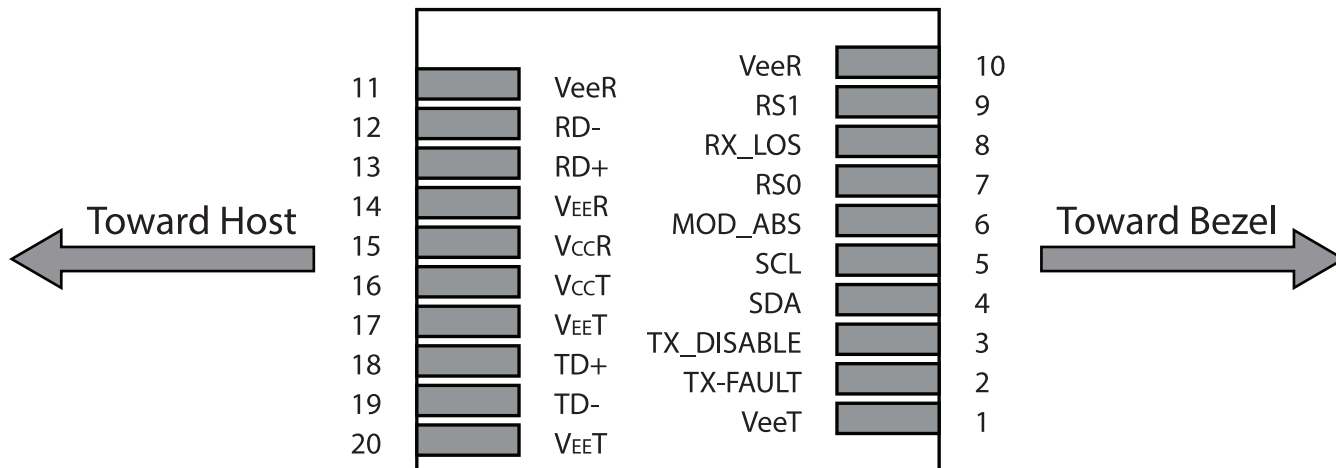 VeeR 10
11 VeeR
RS1 9
12 RD-
RX_LOS 8
13 RD+
RS0 7
14 VEER
MOD_ABS 6
15 VCCR
SCL 5
16 VCCT
SDA 4
17 VEET
TX_DISABLE 3
18 TD+
TX-FAULT 2
19 TD-
VeeT 1
20 VEET
Toward Host
Toward Bezel